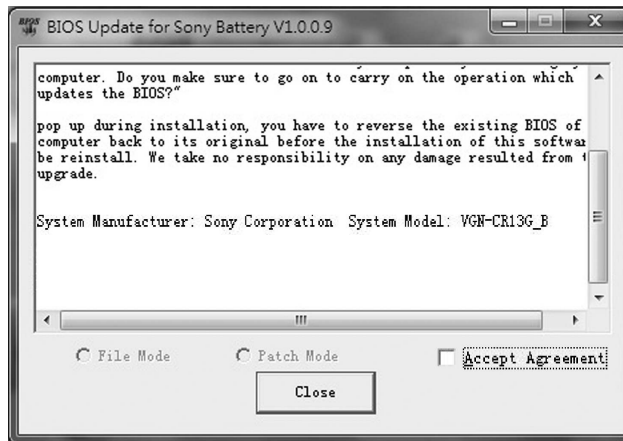 BIOS Update for Sony Battery V1.0.0.9
computer. Do you make sure to go on to carry on the operation which
updates the BIOS?"
pop up during installation, you have to reverse the existing BIOS of
computer back to its original before the installation of this softwar
be reinstall. We take no responsibility on any damage resulted from
upgrade.
System Manufacturer: Sony Corporation System Model: VGN-CR13G_B
File Mode
Patch Mode
Accept Agreement
Close